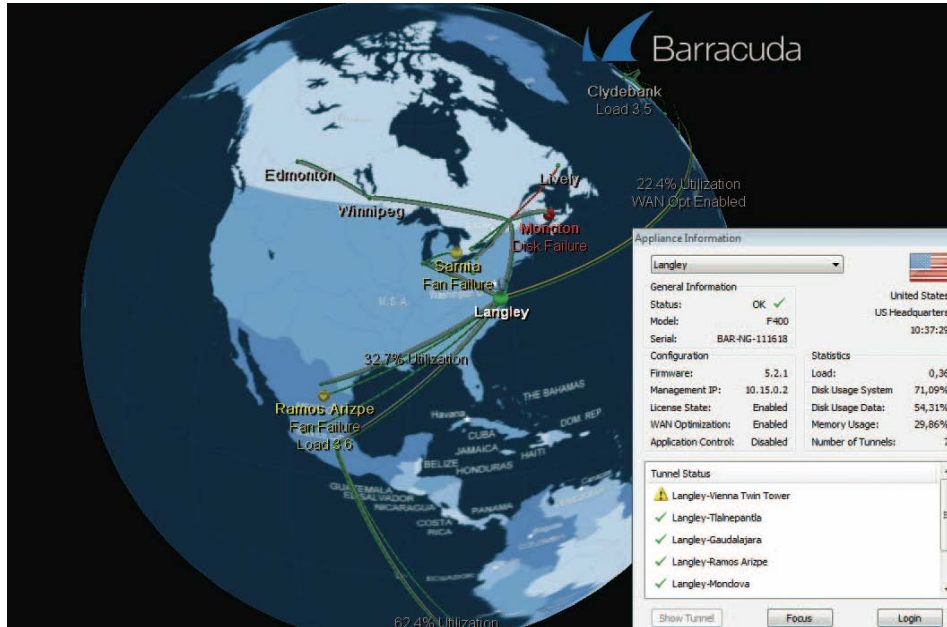 Barracuda
Clydebank
Load 3.5
Edmonton
Lively
22.4% Utilization
WAN Opt Enabled
Winnipeg
Moncton
Disk Failure
Sarnia
Fan Failure
U.S.A.
Langley
32.7% Utilization
Ramos Arizpe
Fan Failure
Load 3.6
THE BAHAMAS
Havana
CUBA
DOM. REP.
JAMAICA
HAITI
BELIZE
HONDURAS
GUATEMALA
EL SALVADOR
NICARAGUA
PANAMA
COSTA
RICA
ECUADOR
62.4% Utilization
Appliance Information
Langley
General Information
Status: OK
United States
US Headquarters
Model: F400
10:37:29
Serial: BAR-NG-111618
Configuration
Firmware: 5.2.1
Management IP: 10.15.0.2
License State: Enabled
WAN Optimization: Enabled
Application Control: Disabled
Statistics
Load: 0,36
Disk Usage System 71,09%
Disk Usage Data: 54,31%
Memory Usage: 29,86%
Number of Tunnels:
Tunnel Status
Langley-Vienna Twin Tower
Langley-Tlalnepantla
Langley-Gaudalajara
Langley-Ramos Arizpe
Langley-Mondova
Show Tunnel
Focus
Login